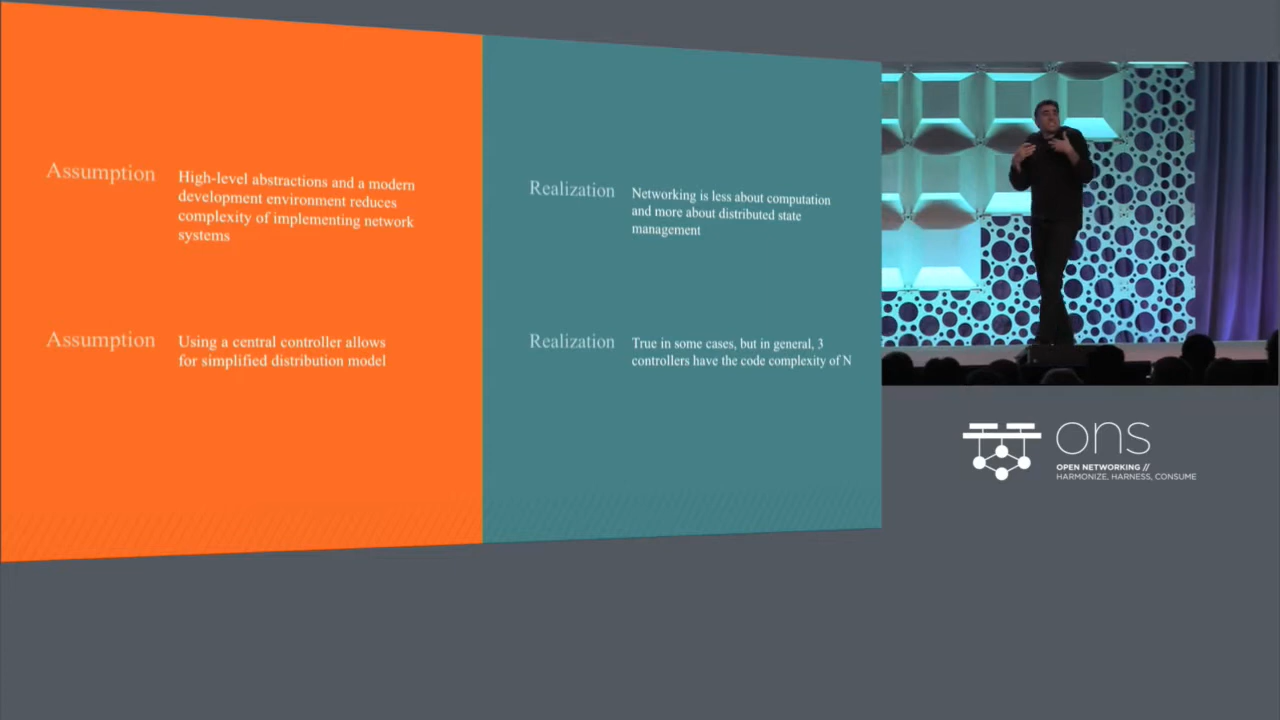 Assumption
High-level abstractions and a modern
development environment reduces
complexity of implementing network
systems
Realization
Networking is less about computation
and more about distributed state
management
Assumption
Using a central controller allows
for simplified distribution model
Realization
True in some cases, but in general, 3
controllers have the code complexity of N
ons
OPEN NETWORKING //
HARMONIZE, HARNESS, CONSUME